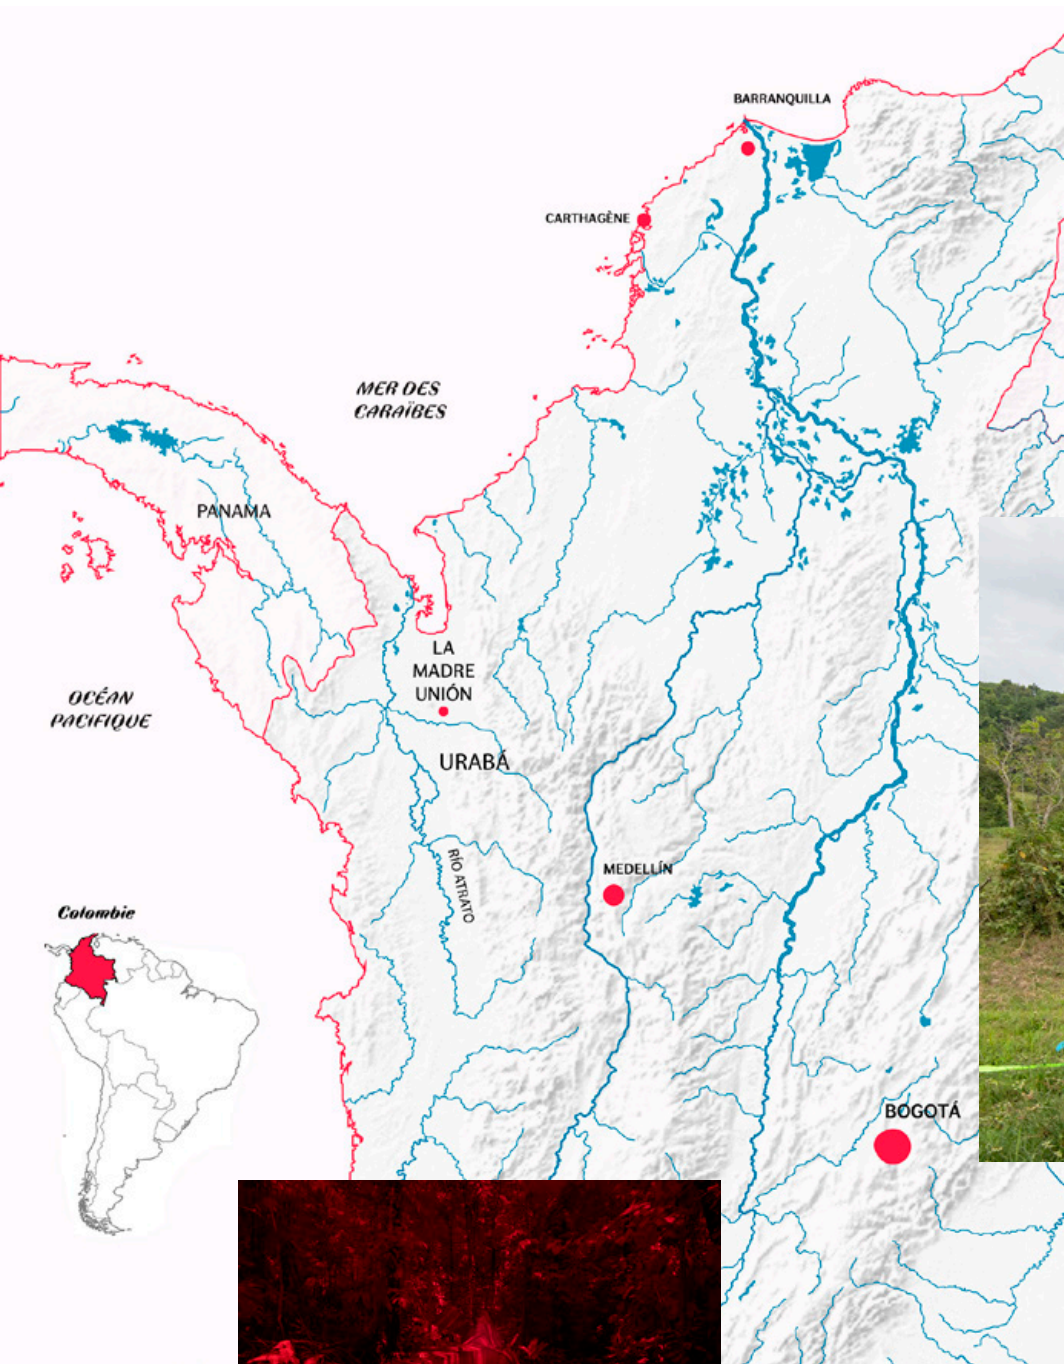 BARRANQUILLA
CARTHAGÈNE
MER DES
CARAÏBES
PANAMA
LA
MADRE
UNIÓN
OCÉAN
PACIFIQUE
URABÁ
RÍO ATRATO
MEDELLÍN
Colombie
BOGOTÁ